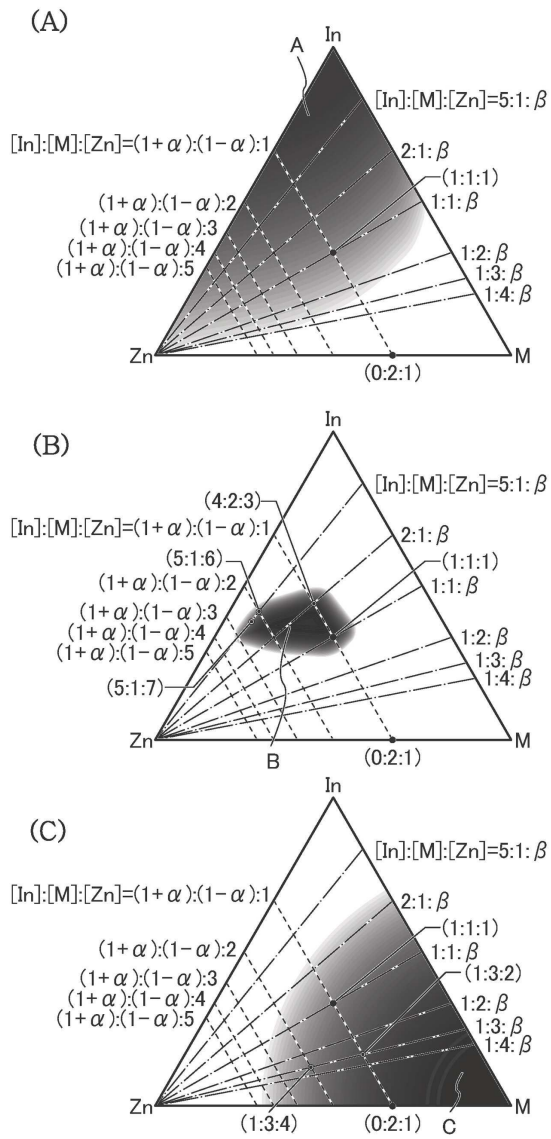 (A)
In
A
[In]:[M]:[Zn]=5:1:β
[In]:[M]:[Zn]=(1+α):(1-α):1
2:1:β
(1:1:1)
1:1:β
(1+α):(1-α):2
(1+α):(1-α):3
(1+α):(1-α):4
(1+α):(1-α):5
1:2:β
1:3:β
1:4:β
Zn
M
(0:2:1)
(B)
In
(4:2:3)
[In]:[M]:[Zn]=5:1:β
[In]:[M]:[Zn]=(1+α):(1-α):1
2:1:β
(5:1:6)
(1:1:1)
1:1:β
(1+α):(1-α):2
(1+α):(1-α):3
(1+α):(1-α):4
(1+α):(1-α):5
1:2:β
1:3:β
1:4:β
(5:1:7)
Zn
M
B
(0:2:1)
(C)
In
[In]:[M]:[Zn]=5:1:β
[In]:[M]:[Zn]=(1+α):(1-α):1
2:1:β
(1:1:1)
1:1:β
(1:3:2)
(1+α):(1-α):2
(1+α):(1-α):3
(1+α):(1-α):4
(1+α):(1-α):5
1:2:β
1:3:β
1:4:β
Zn
M
(1:3:4)
(0:2:1)
C